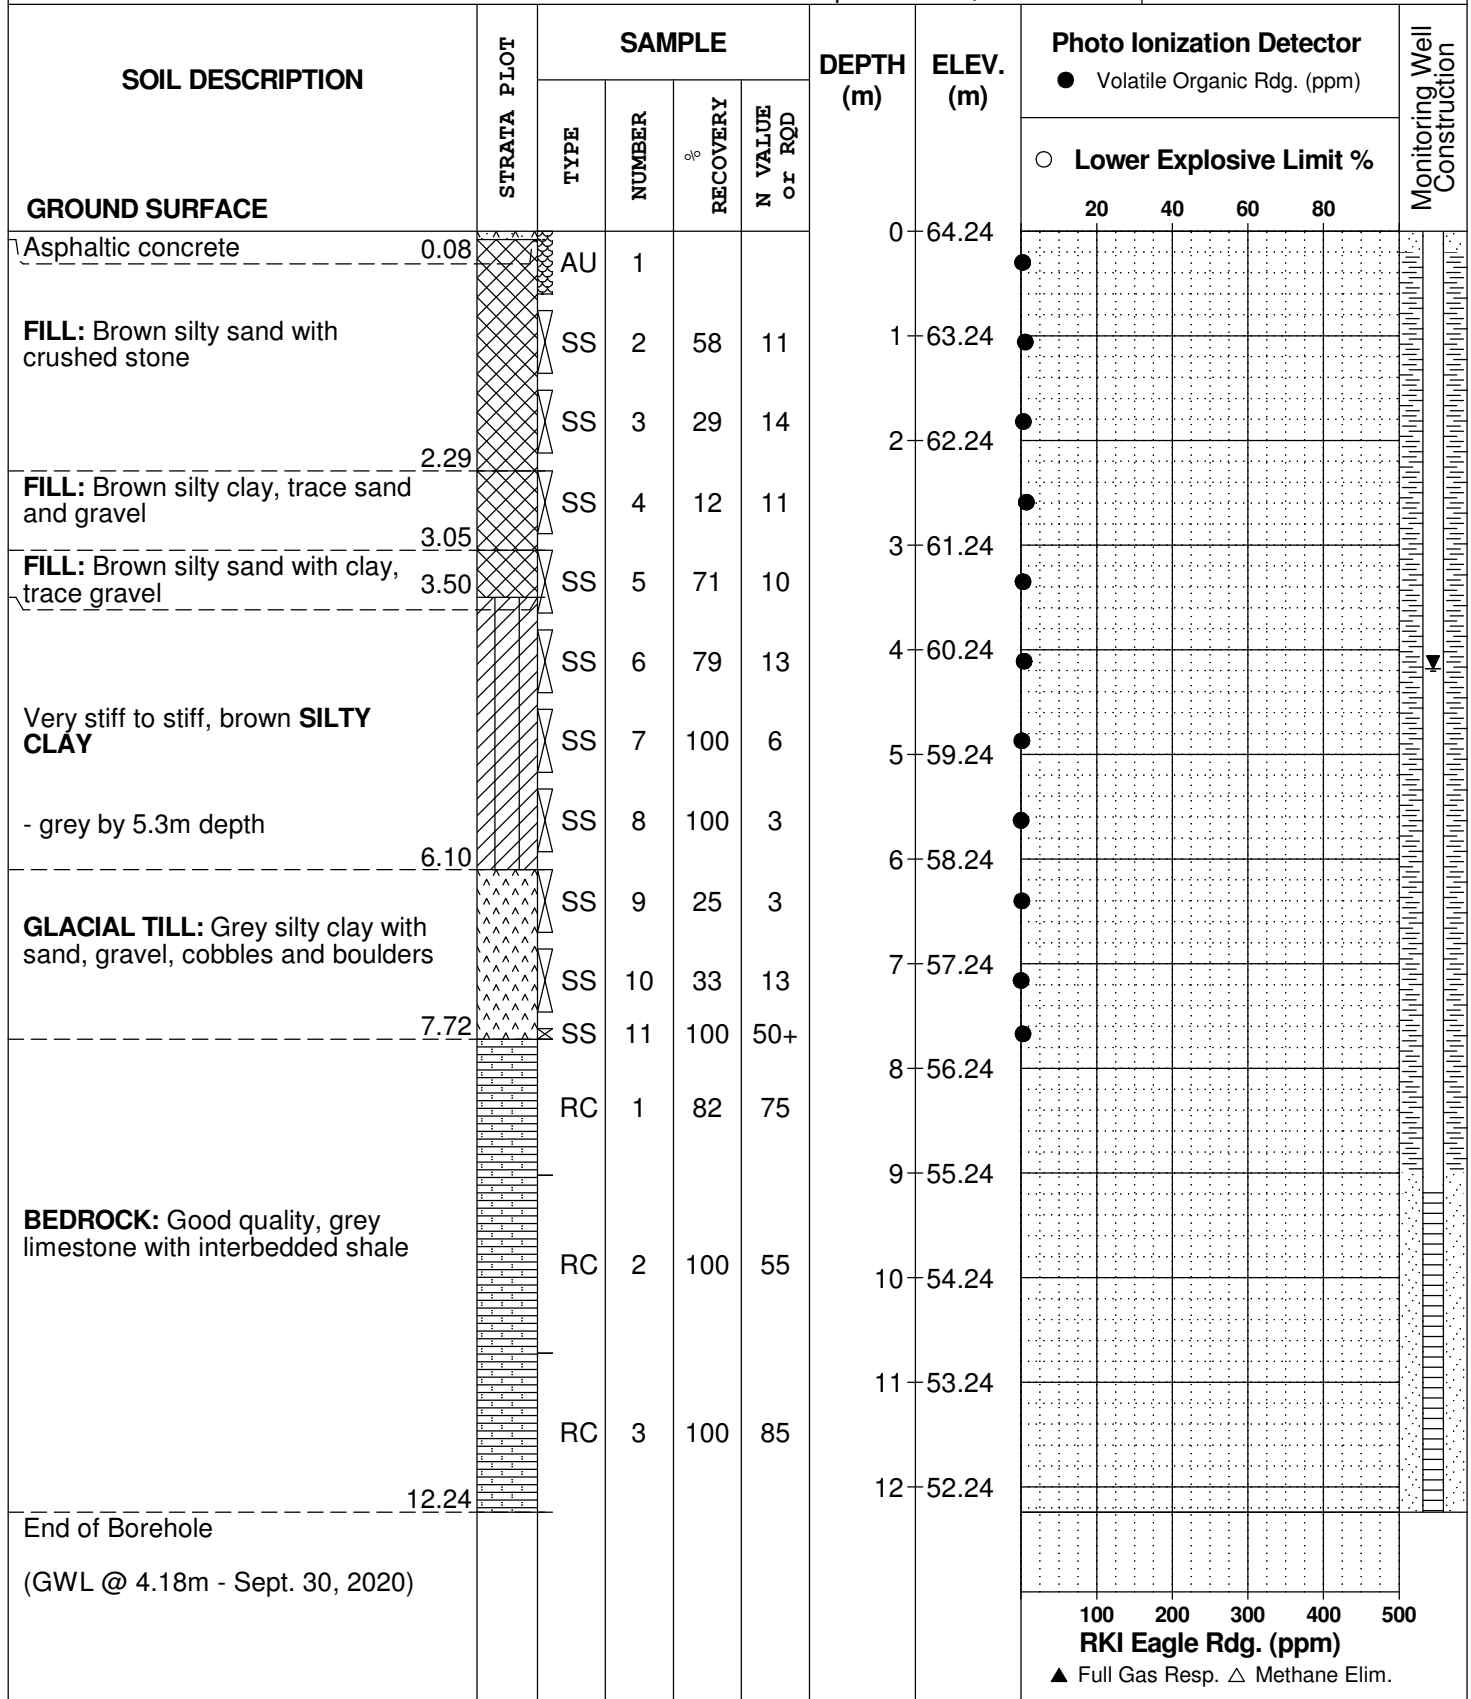 SOIL DESCRIPTION
GROUND SURFACE
STRATA PLOT
SAMPLE
TYPE
NUMBER
%
RECOVERY
N VALUE
or RQD
DEPTH
(m)
ELEV.
(m)
Photo Ionization Detector
● Volatile Organic Rdg. (ppm)
○ Lower Explosive Limit %
20 40 60 80
Monitoring Well
Construction
0 64.24
Asphaltic concrete 0.08
AU 1
FILL: Brown silty sand with
crushed stone
SS 2 58 11
1 63.24
SS 3 29 14
2 62.24
2.29
FILL: Brown silty clay, trace sand
and gravel
SS 4 12 11
3.05
3 61.24
FILL: Brown silty sand with clay,
trace gravel 3.50
SS 5 71 10
SS 6 79 13
4 60.24
Very stiff to stiff, brown SILTY
CLAY
SS 7 100 6
5 59.24
- grey by 5.3m depth
SS 8 100 3
6.10
6 58.24
SS 9 25 3
GLACIAL TILL: Grey silty clay with
sand, gravel, cobbles and boulders
7 57.24
SS 10 33 13
7.72
SS 11 100 50+
8 56.24
RC 1 82 75
9 55.24
BEDROCK: Good quality, grey
limestone with interbedded shale
RC 2 100 55
10 54.24
11 53.24
RC 3 100 85
12 52.24
12.24
End of Borehole
(GWL @ 4.18m - Sept. 30, 2020)
100 200 300 400 500
RKI Eagle Rdg. (ppm)
▲ Full Gas Resp. △ Methane Elim.